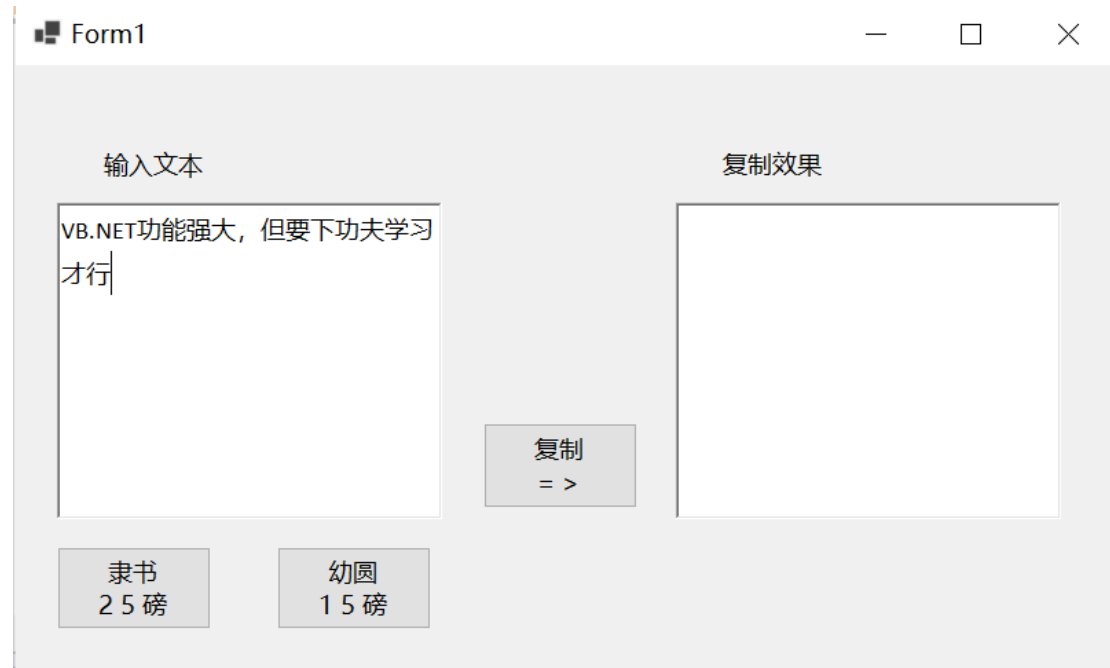 Form1
输入文本
复制效果
VB.NET功能强大，但要下功夫学习
才行
复制
= >
隶书
2 5 磅
幼圆
1 5 磅